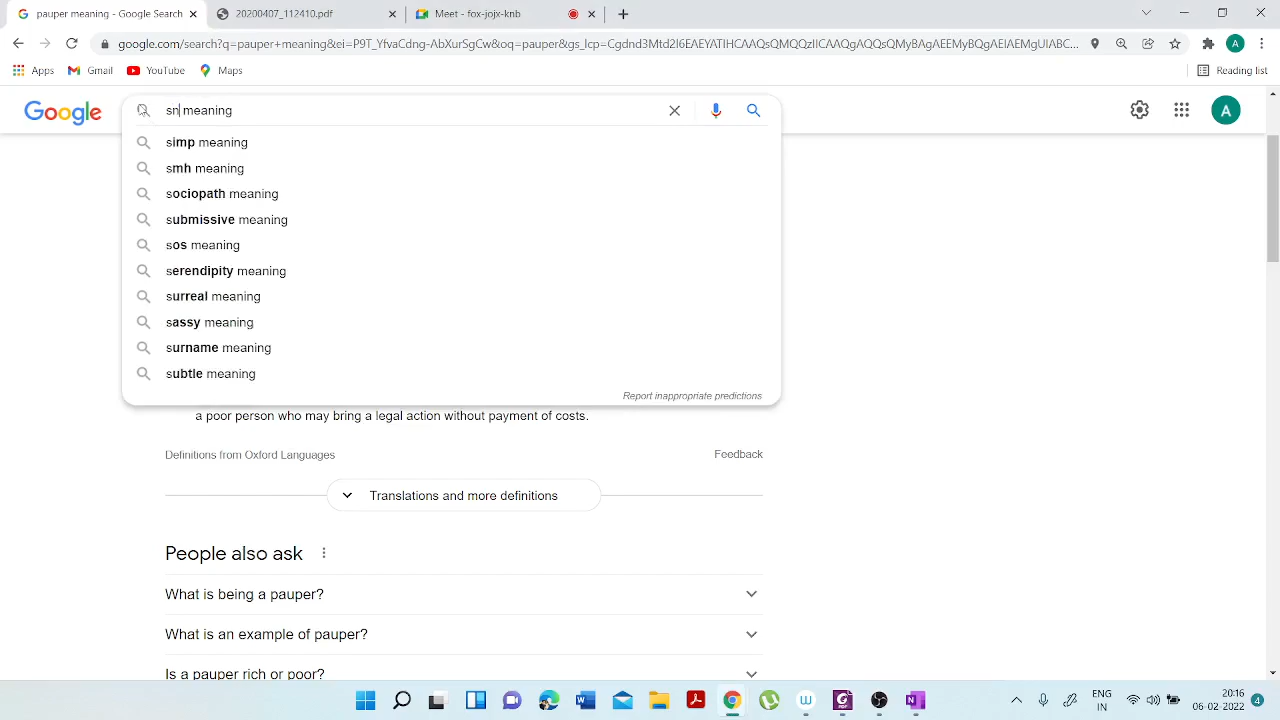 pauper meaning - Google Search
20200407_112410.pdf
Meet - fox-jojx-knb
google.com/search?q=pauper+meaning&ei=P9T_YfvaCdng-AbXurSgCw&oq=pauper&gs_lcp=Cgdnd3Mtd2l6EAEYATIHCAAQsQMQQzIICAAQgAQQsQMyBAgAEEMyBQgAEIAEMgUIABC...
Apps
Gmail
YouTube
Maps
Reading list
Google
sn meaning
A
simp meaning
smh meaning
sociopath meaning
submissive meaning
sos meaning
serendipity meaning
surreal meaning
sassy meaning
surname meaning
subtle meaning
Report inappropriate predictions
a poor person who may bring a legal action without payment of costs.
Definitions from Oxford Languages
Feedback
Translations and more definitions
People also ask
What is being a pauper?
What is an example of pauper?
Is a pauper rich or poor?
ENG
IN
20:16
06-02-2022
4